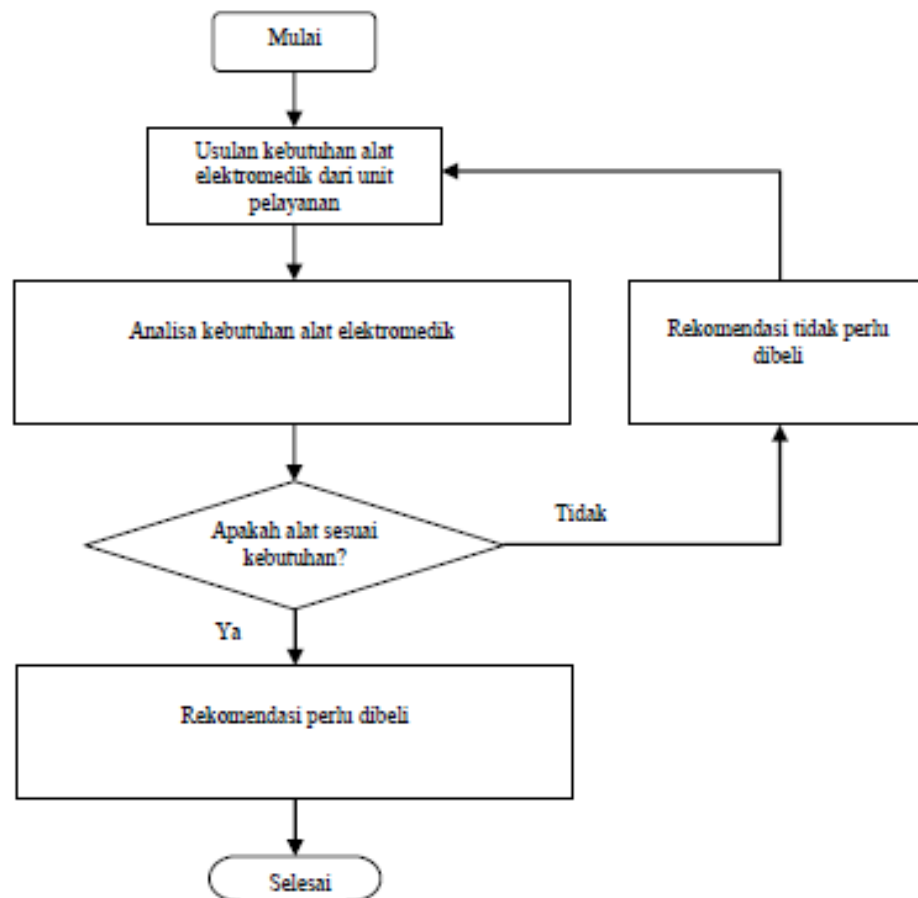 Mulai
Usulan kebutuhan alat
elektromedik dari unit
pelayanan
Analisa kebutuhan alat elektromedik
Rekomendasi tidak perlu
dibeli
Apakah alat sesuai
kebutuhan?
Tidak
Ya
Rekomendasi perlu dibeli
Selesai